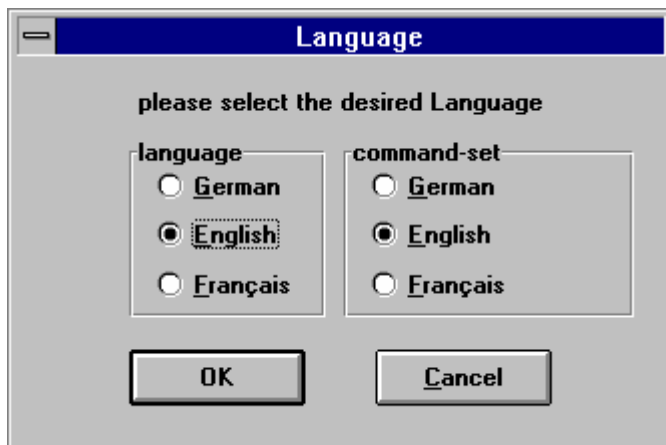 Language
please select the desired Language
language
German
English
Français
command-set
German
English
Français
OK
Cancel